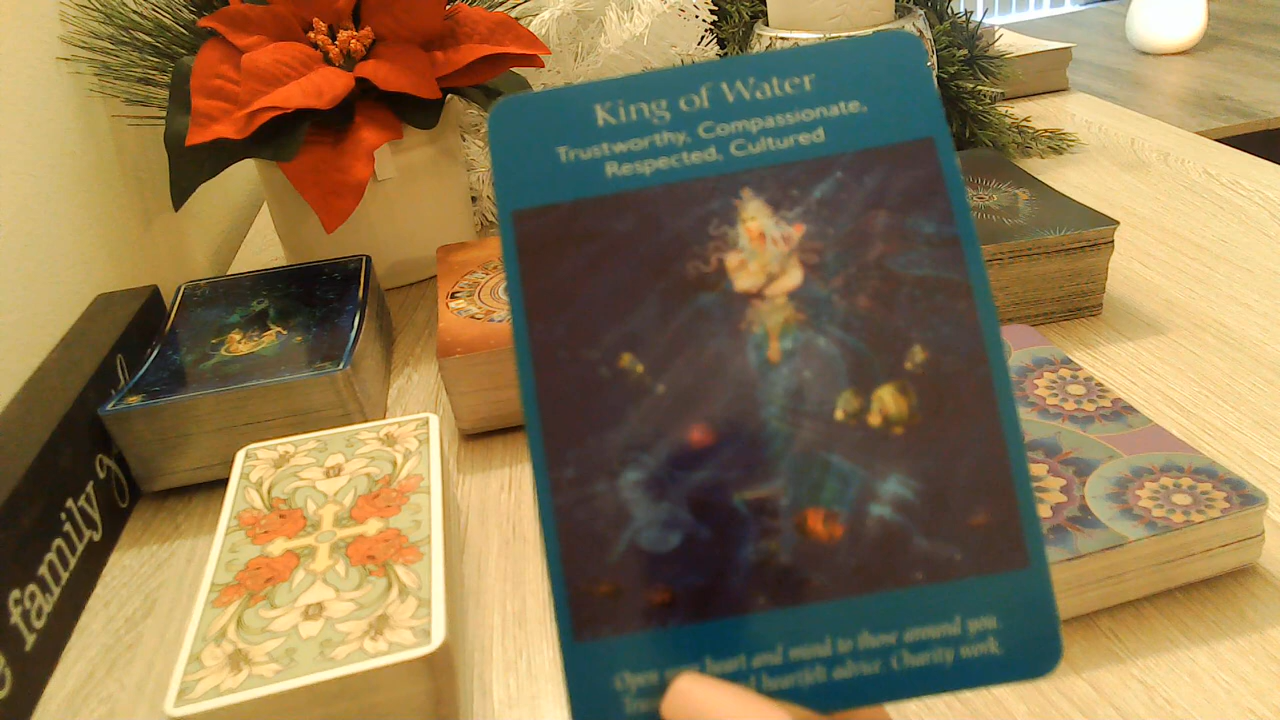 King of Water
Trustworthy, Compassionate,
Respected, Cultured
Open your heart and mind to those around you.
heartfelt advice. Charity work.
family